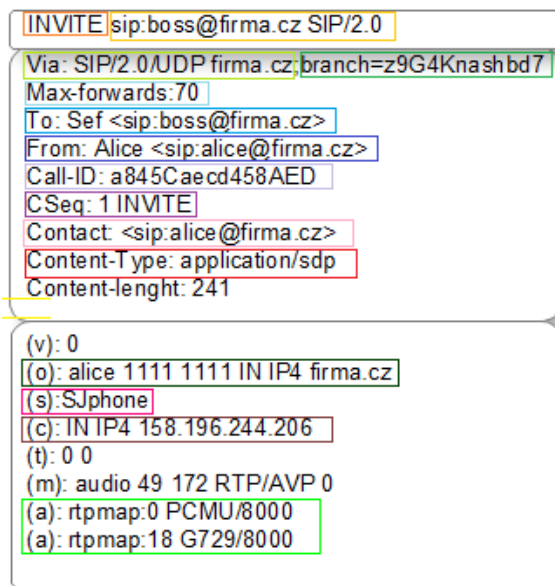 INVITE sip:boss@firma.cz SIP/2.0
Via: SIP/2.0/UDP firma.cz;branch=z9G4Knashbd7
Max-forwards:70
To: Sef <sip:boss@firma.cz>
From: Alice <sip:alice@firma.cz>
Call-ID: a845Caecd458AED
CSeq: 1 INVITE
Contact: <sip:alice@firma.cz>
Content-Type: application/sdp
Content-lenght: 241
(v): 0
(o): alice 1111 1111 IN IP4 firma.cz
(s):SJphone
(c): IN IP4 158.196.244.206
(t): 0 0
(m): audio 49 172 RTP/AVP 0
(a): rtpmap:0 PCMU/8000
(a): rtpmap:18 G729/8000